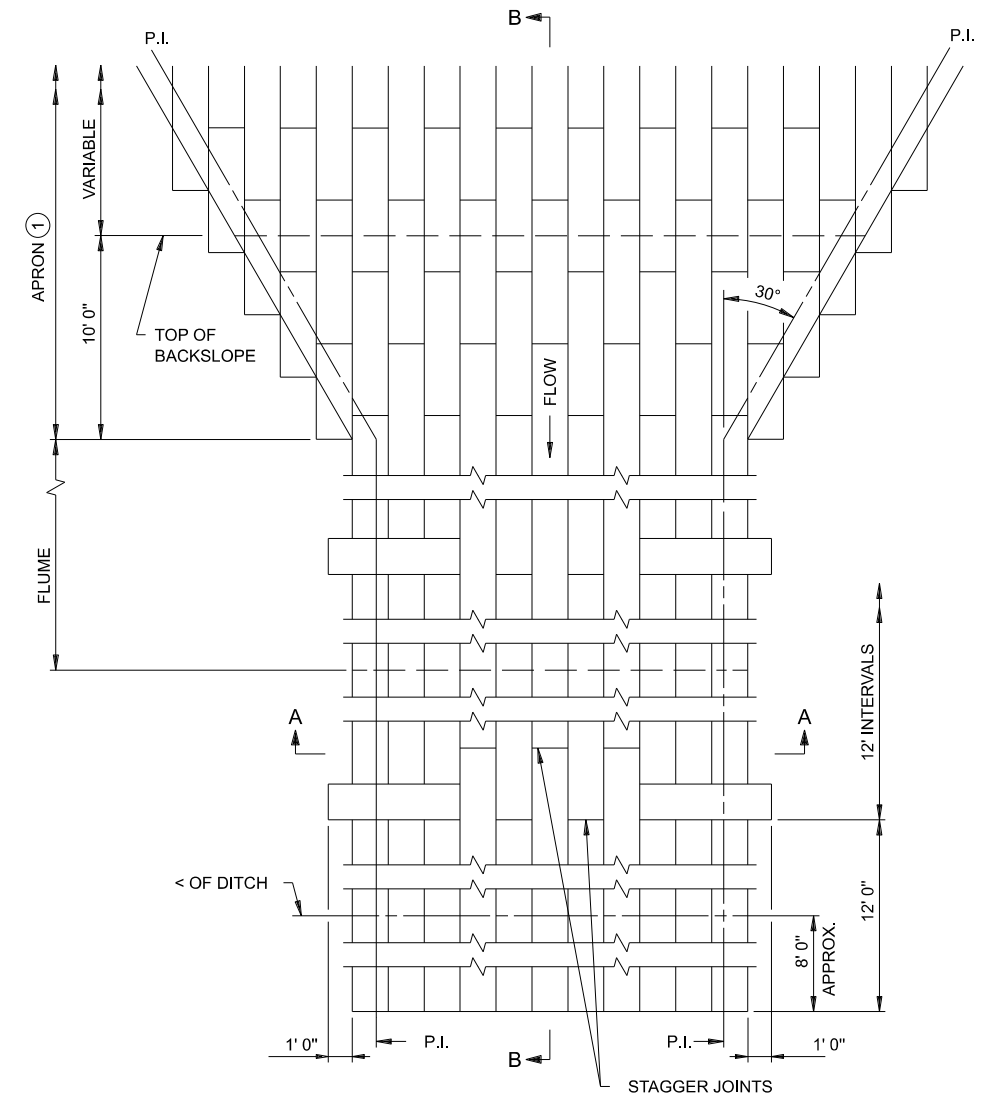 B
P.I.
P.I.
VARIABLE
APRON 1
10' 0"
TOP OF
BACKSLOPE
30°
FLOW
FLUME
12' INTERVALS
A
A
< OF DITCH
12' 0"
8' 0"
APPROX.
1' 0"
P.I.
B
P.I.
1' 0"
STAGGER JOINTS